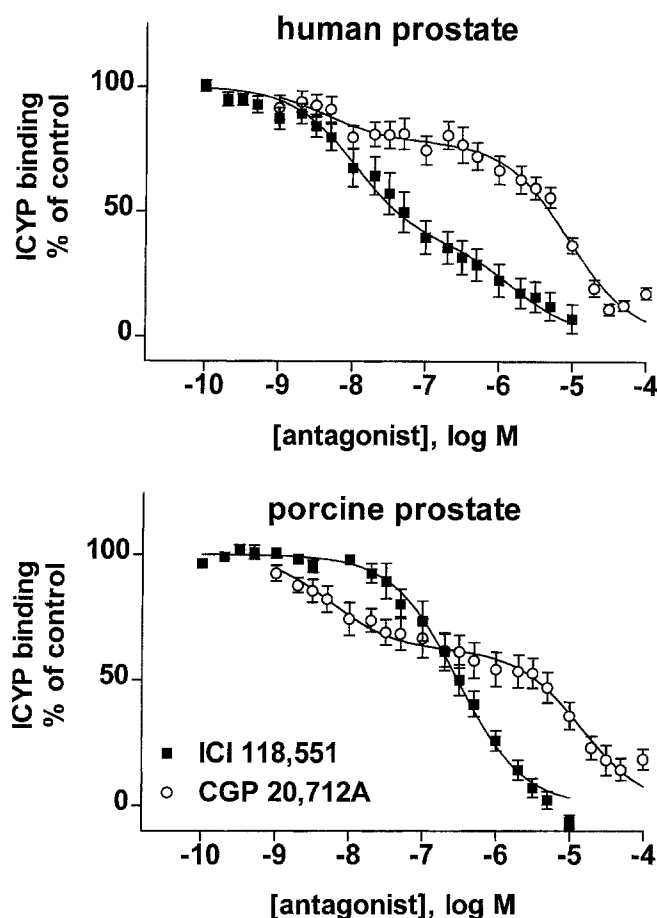 human prostate
ICYP binding
% of control
100
50
0
-10 -9 -8 -7 -6 -5 -4
[antagonist], log M
porcine prostate
ICYP binding
% of control
100
50
0
ICI 118,551
CGP 20,712A
-10 -9 -8 -7 -6 -5 -4
[antagonist], log M